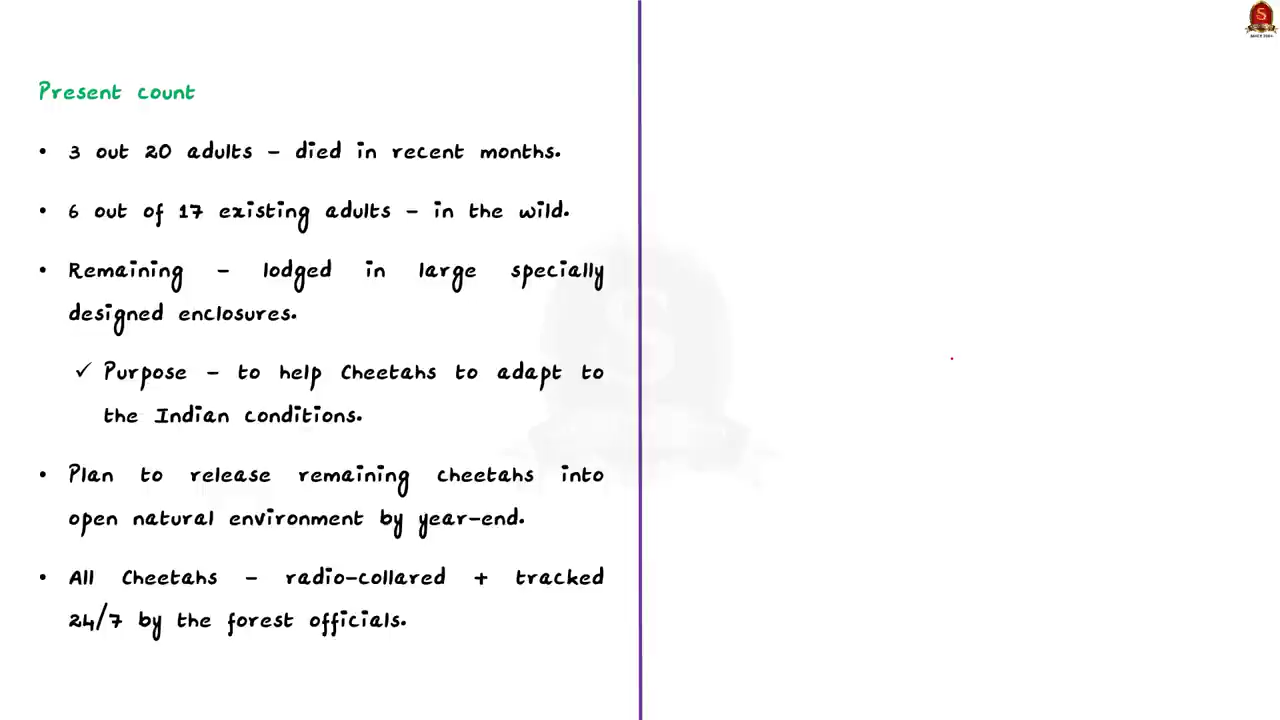 Present count
• 3 out 20 adults – died in recent months.
• 6 out of 17 existing adults – in the wild.
• Remaining – lodged in large specially
designed enclosures.
✓ Purpose – to help Cheetahs to adapt to
the Indian conditions.
• Plan to release remaining cheetahs into
open natural environment by year-end.
• All Cheetahs – radio-collared + tracked
24/7 by the forest officials.
S